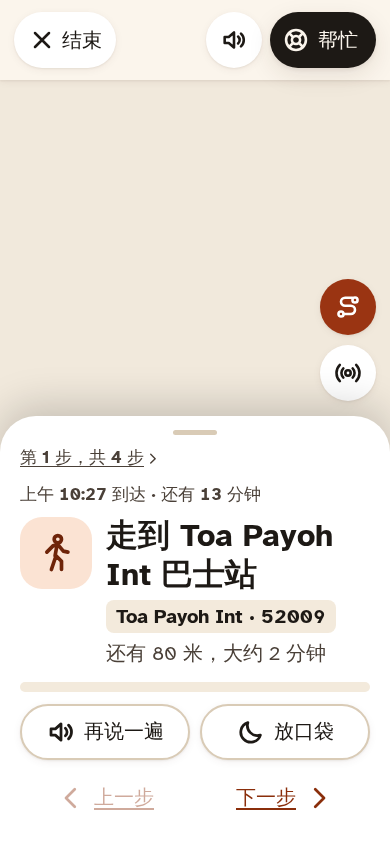 结束
帮忙
第 1 步，共 4 步
上午 10:27 到达 · 还有 13 分钟
走到 Toa Payoh
Int 巴士站
Toa Payoh Int · 52009
还有 80 米，大约 2 分钟
再说一遍
放口袋
上一步
下一步